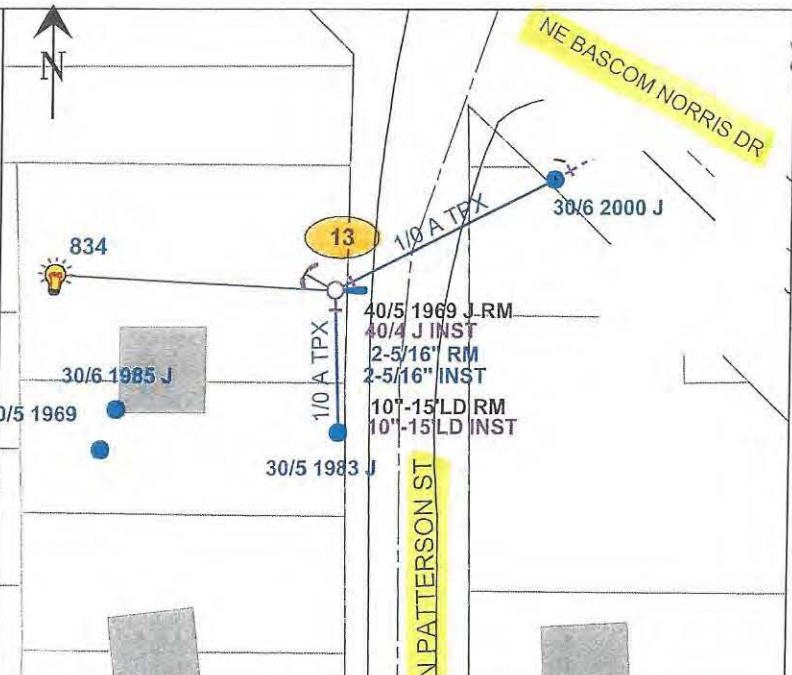 N
NE BASCOM NORRIS DR
30/6 2000 J
1/0 A TPX
13
834
40/5 1969 J RM
40/4 J INST
2-5/16" RM
2-5/16" INST
1/0 A TPX
30/6 1985 J
0/5 1969
10"-15'LD RM
10"-15'LD INST
30/5 1983 J
N PATTERSON ST